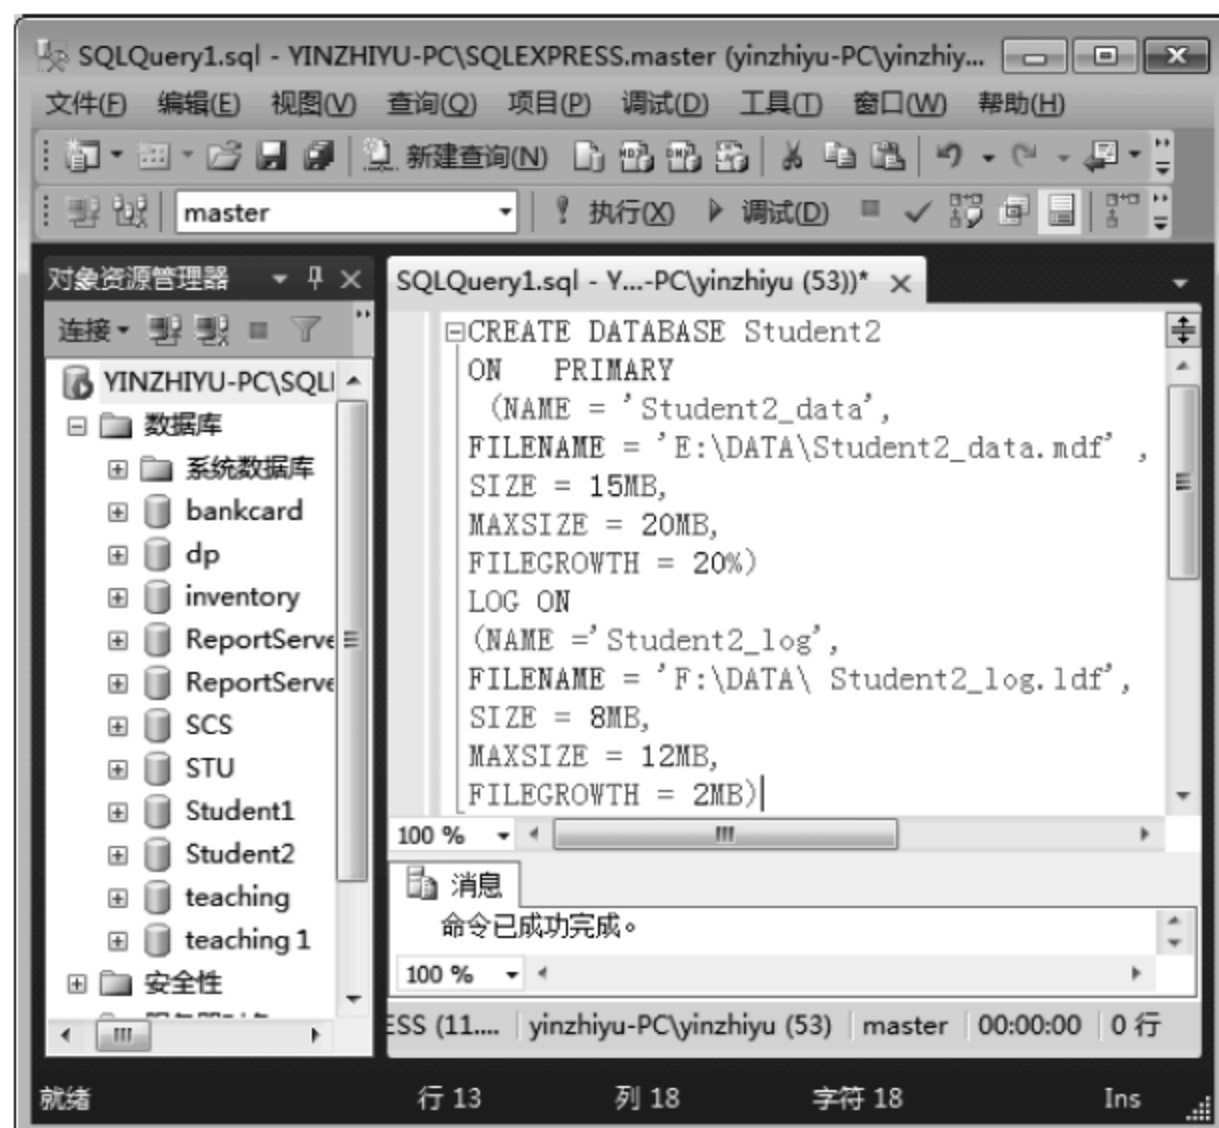 SQLQuery1.sql - YINZHIYU-PC\SQLEXPRESS.master (yinzhiyu-PC\yinzhiy...
文件(F) 编辑(E) 视图(V) 查询(Q) 项目(P) 调试(D) 工具(T) 窗口(W) 帮助(H)
新建查询(N)
master 执行(X) 调试(D)
对象资源管理器
连接
YINZHIYU-PC\SQL
数据库
系统数据库
bankcard
dp
inventory
ReportServe
ReportServe
SCS
STU
Student1
Student2
teaching
teaching 1
安全性
SQLQuery1.sql - Y...-PC\yinzhiyu (53))*
CREATE DATABASE Student2
ON PRIMARY
(NAME = 'Student2_data',
FILENAME = 'E:\DATA\Student2_data.mdf' ,
SIZE = 15MB,
MAXSIZE = 20MB,
FILEGROWTH = 20%)
LOG ON
(NAME ='Student2_log',
FILENAME = 'F:\DATA\ Student2_log.ldf',
SIZE = 8MB,
MAXSIZE = 12MB,
FILEGROWTH = 2MB)
100 %
消息
命令已成功完成。
100 %
ESS (11.... yinzhiyu-PC\yinzhiyu (53) master 00:00:00 0 行
就绪 行 13 列 18 字符 18 Ins